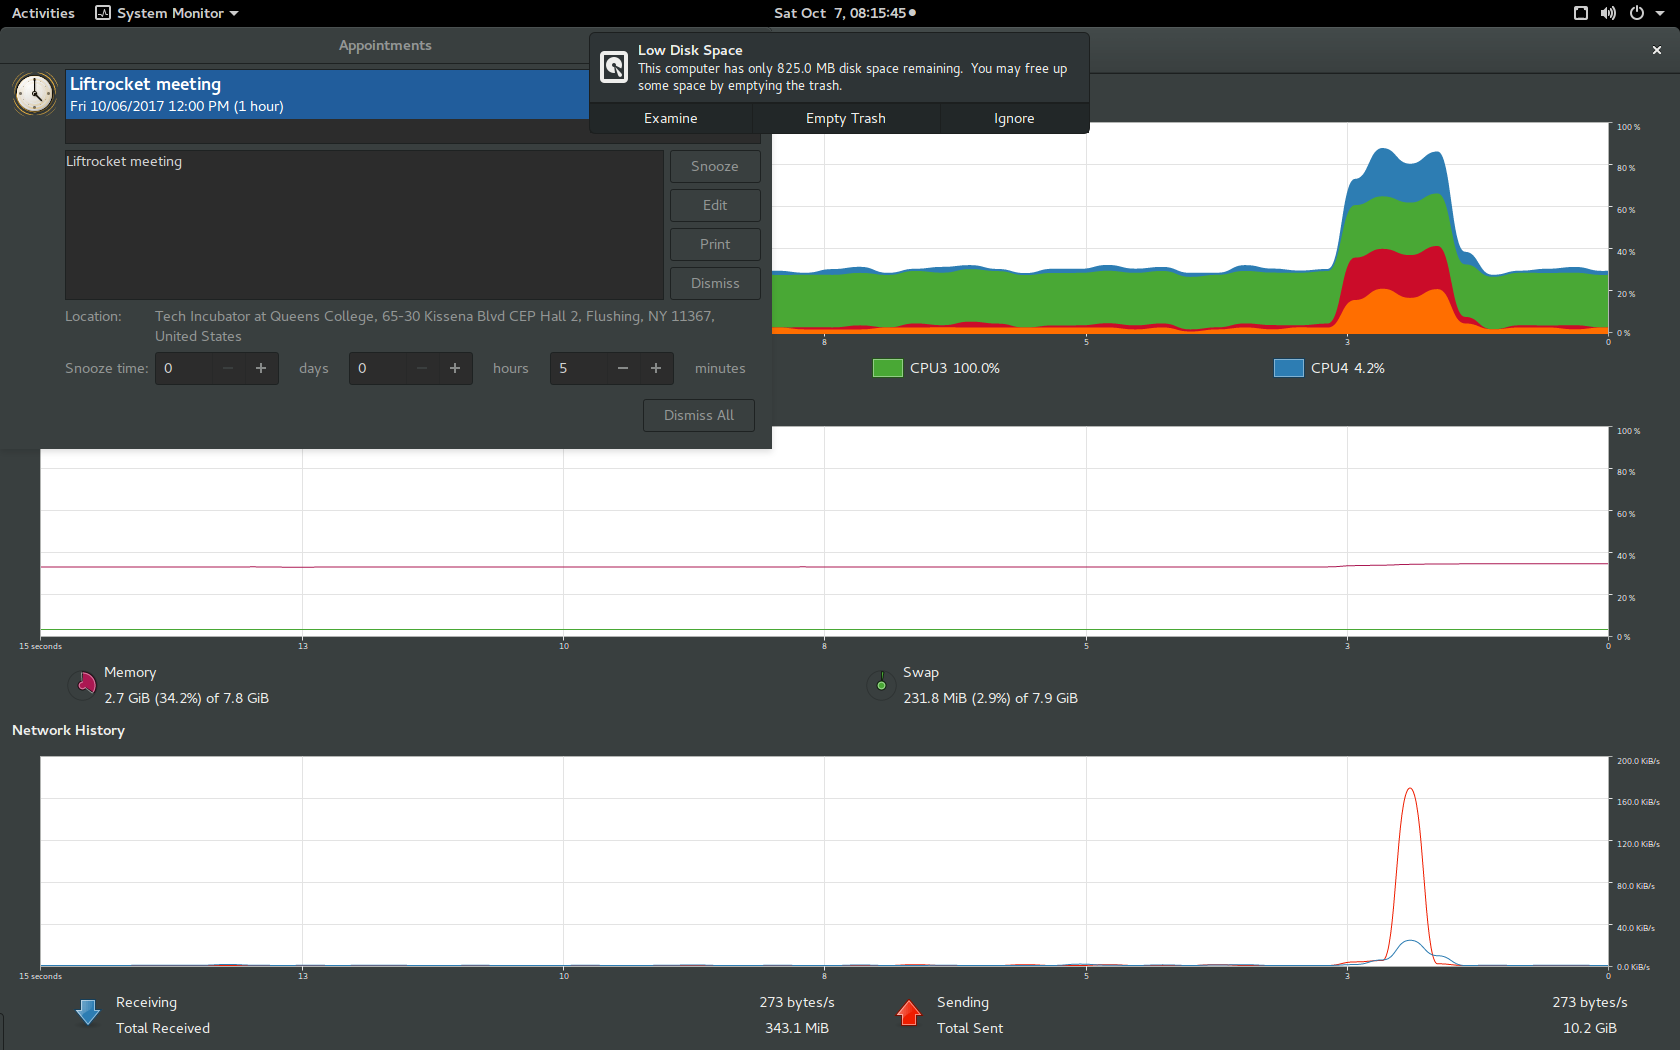 Activities System Monitor Sat Oct 7, 08:15:45
Appointments
Low Disk Space
This computer has only 825.0 MB disk space remaining. You may free up
some space by emptying the trash.
Examine Empty Trash Ignore
Liftrocket meeting
Fri 10/06/2017 12:00 PM (1 hour)
Liftrocket meeting
Snooze
Edit
Print
Dismiss
Location: Tech Incubator at Queens College, 65-30 Kissena Blvd CEP Hall 2, Flushing, NY 11367,
United States
Snooze time: 0 − + days 0 − + hours 5 − + minutes
Dismiss All
100 %
80 %
60 %
40 %
20 %
0 %
8 5 3 0
CPU3 100.0% CPU4 4.2%
100 %
80 %
60 %
40 %
20 %
0 %
15 seconds 13 10 8 5 3 0
Memory
2.7 GiB (34.2%) of 7.8 GiB
Swap
231.8 MiB (2.9%) of 7.9 GiB
Network History
200.0 KiB/s
160.0 KiB/s
120.0 KiB/s
80.0 KiB/s
40.0 KiB/s
0.0 KiB/s
15 seconds 13 10 8 5 3 0
Receiving 273 bytes/s
Total Received 343.1 MiB
Sending 273 bytes/s
Total Sent 10.2 GiB